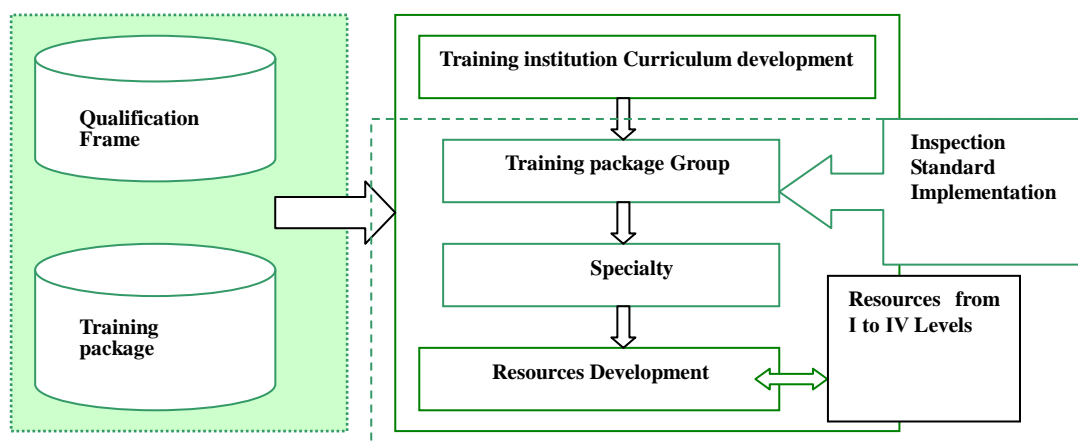 Qualification
Frame
Training
package
Training institution Curriculum development
Training package Group
Specialty
Resources Development
Inspection
Standard
Implementation
Resources from
I to IV Levels